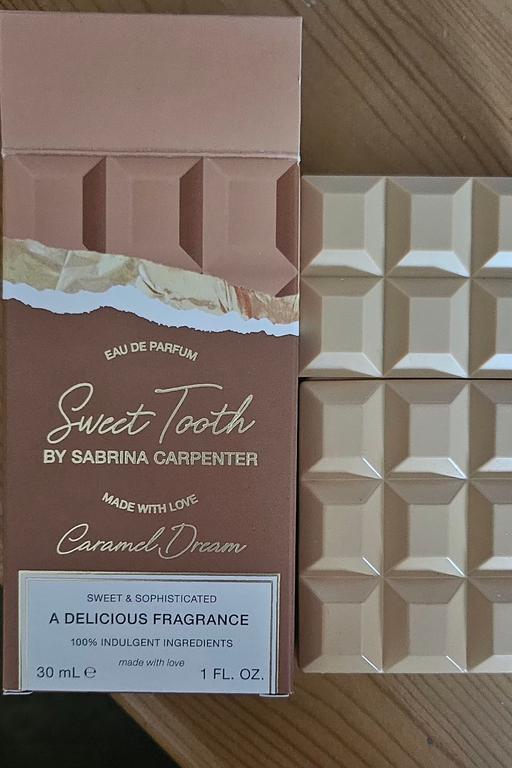 EAU DE PARFUM
Sweet Tooth
BY SABRINA CARPENTER
MADE WITH LOVE
Caramel Dream
SWEET & SOPHISTICATED
A DELICIOUS FRAGRANCE
100% INDULGENT INGREDIENTS
made with love
30 mL ℮ 1 FL. OZ.